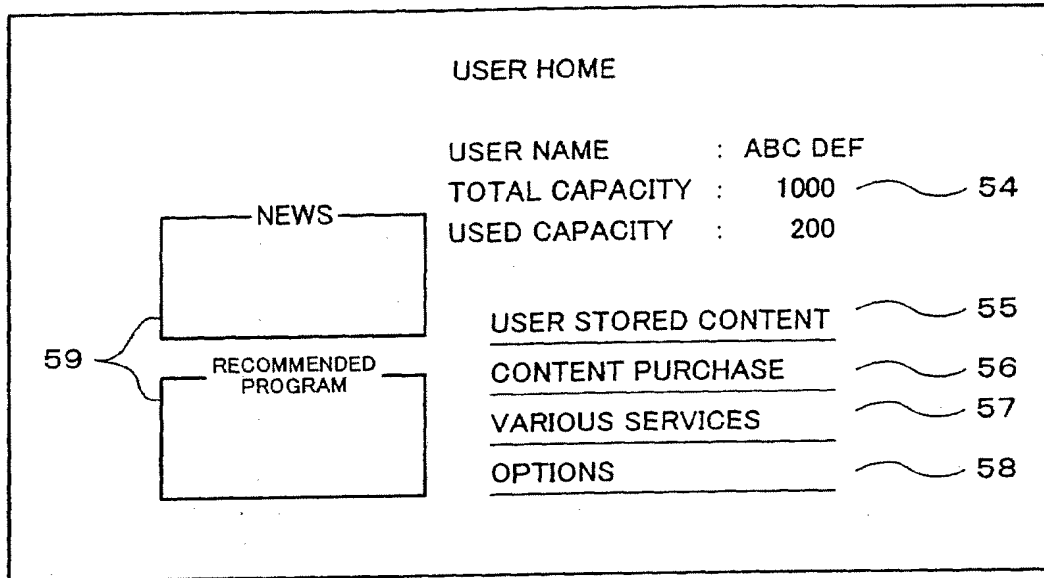 USER HOME
USER NAME : ABC DEF
TOTAL CAPACITY : 1000 54
USED CAPACITY : 200
NEWS
59
RECOMMENDED
PROGRAM
USER STORED CONTENT 55
CONTENT PURCHASE 56
VARIOUS SERVICES 57
OPTIONS 58